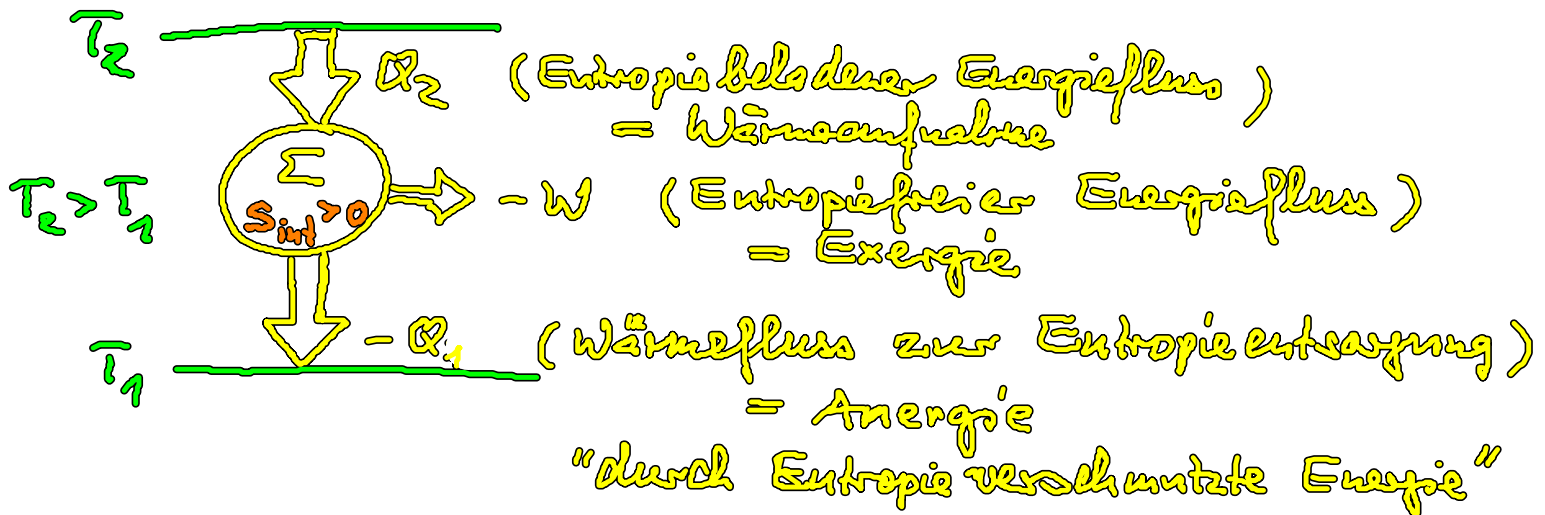 T₂
Q₂ (Entropiebeladener Energiefluss)
= Wärmeaufnahme
Σ
T₂ > T₁
S_int > 0
-W (Entropiefreier Energiefluss)
= Exergie
-Q₁ (Wärmefluss zur Entropieentsorgung)
T₁
= Anergie
"durch Entropie verschmutzte Energie"